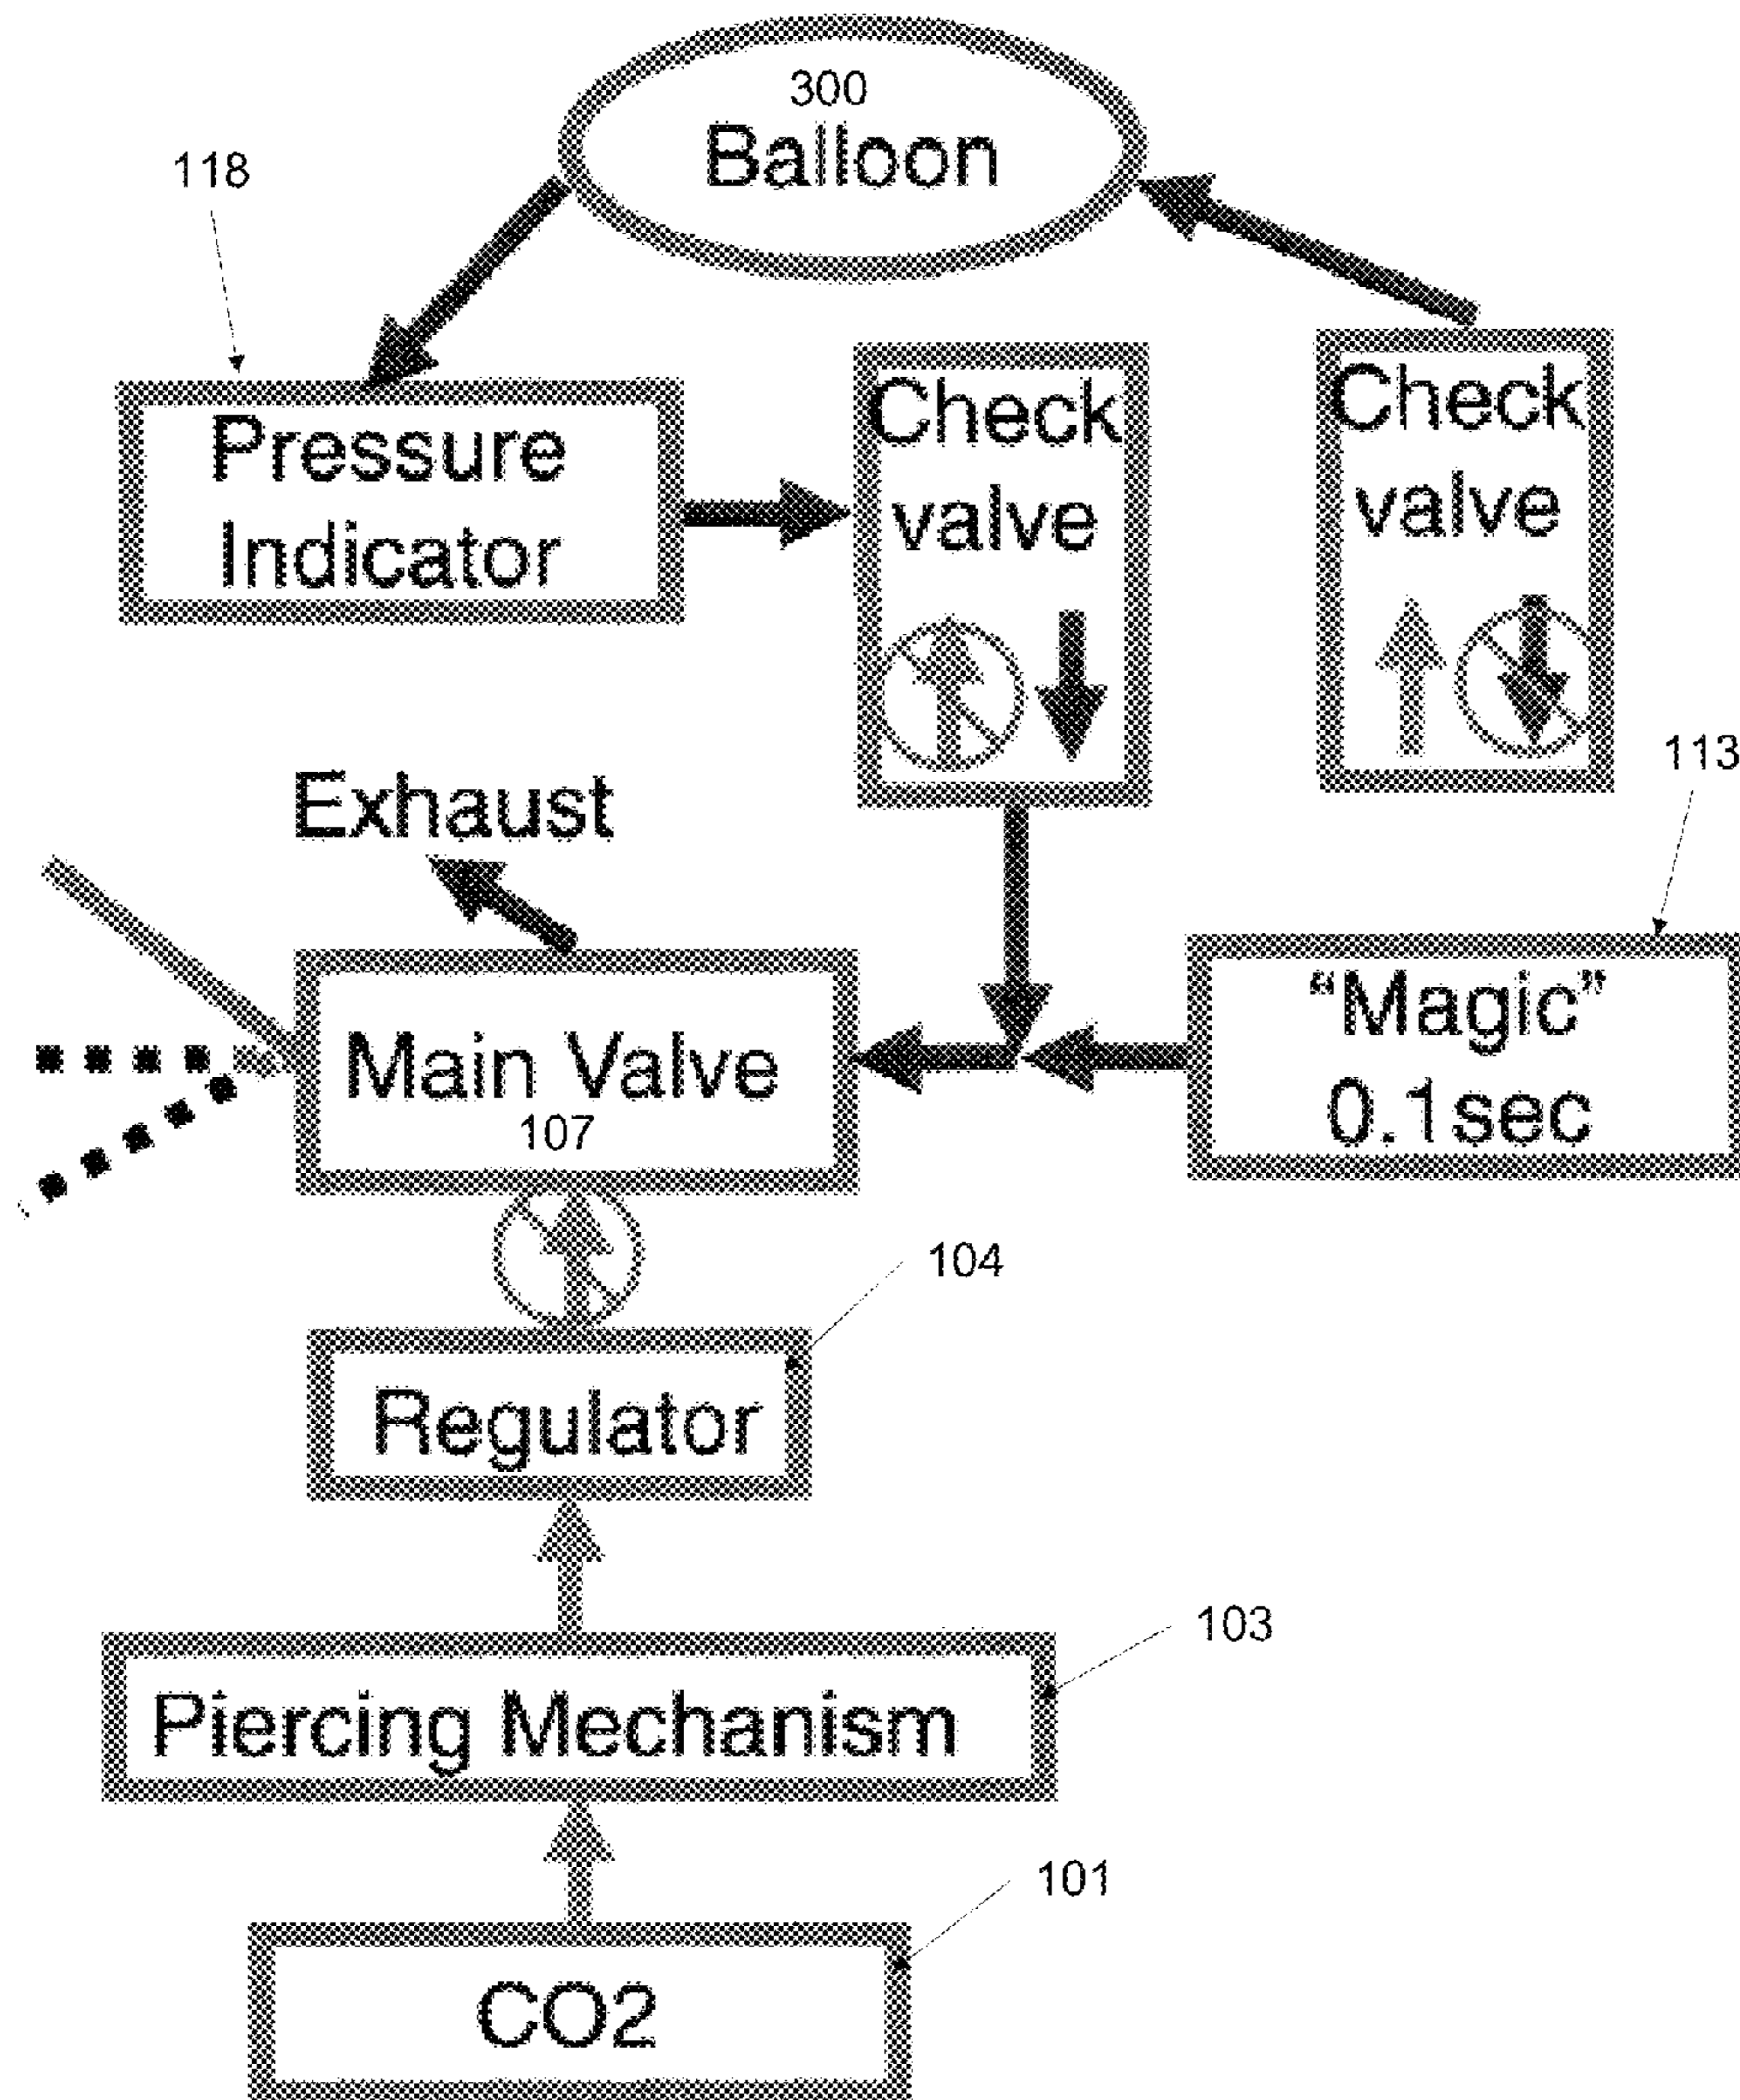 300
Balloon
118
Pressure
Indicator
Check
valve
Check
valve
113
Exhaust
“Magic”
0.1sec
Main Valve
107
104
Regulator
103
Piercing Mechanism
101
CO2